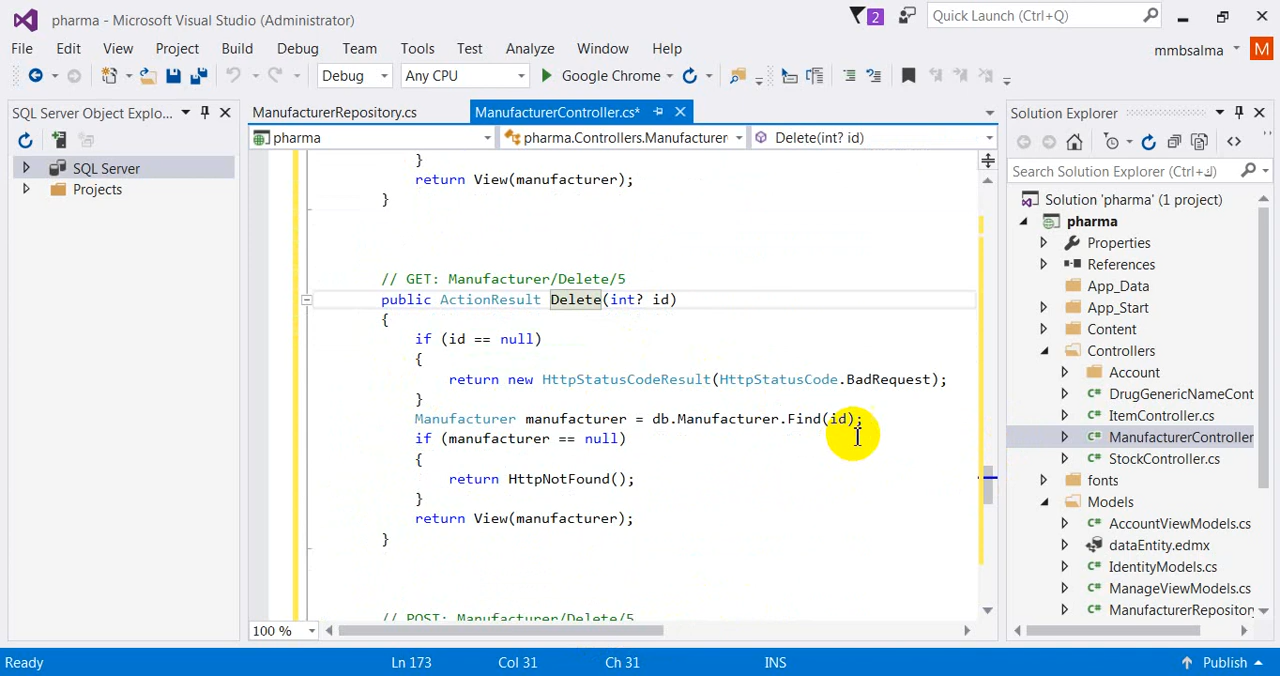 pharma - Microsoft Visual Studio (Administrator)
2
Quick Launch (Ctrl+Q)
File Edit View Project Build Debug Team Tools Test Analyze Window Help
mmbsalma M
Debug Any CPU Google Chrome
SQL Server Object Explo...
SQL Server
Projects
ManufacturerRepository.cs ManufacturerController.cs*
pharma pharma.Controllers.Manufacturer Delete(int? id)
}
return View(manufacturer);
}
// GET: Manufacturer/Delete/5
public ActionResult Delete(int? id)
{
if (id == null)
{
return new HttpStatusCodeResult(HttpStatusCode.BadRequest);
}
Manufacturer manufacturer = db.Manufacturer.Find(id);
if (manufacturer == null)
{
return HttpNotFound();
}
return View(manufacturer);
}
// POST: Manufacturer/Delete/5
100 %
Solution Explorer
Search Solution Explorer (Ctrl+ك)
Solution 'pharma' (1 project)
pharma
Properties
References
App_Data
App_Start
Content
Controllers
Account
DrugGenericNameCont
ItemController.cs
ManufacturerController
StockController.cs
fonts
Models
AccountViewModels.cs
dataEntity.edmx
IdentityModels.cs
ManageViewModels.cs
ManufacturerRepository
Ready Ln 173 Col 31 Ch 31 INS Publish